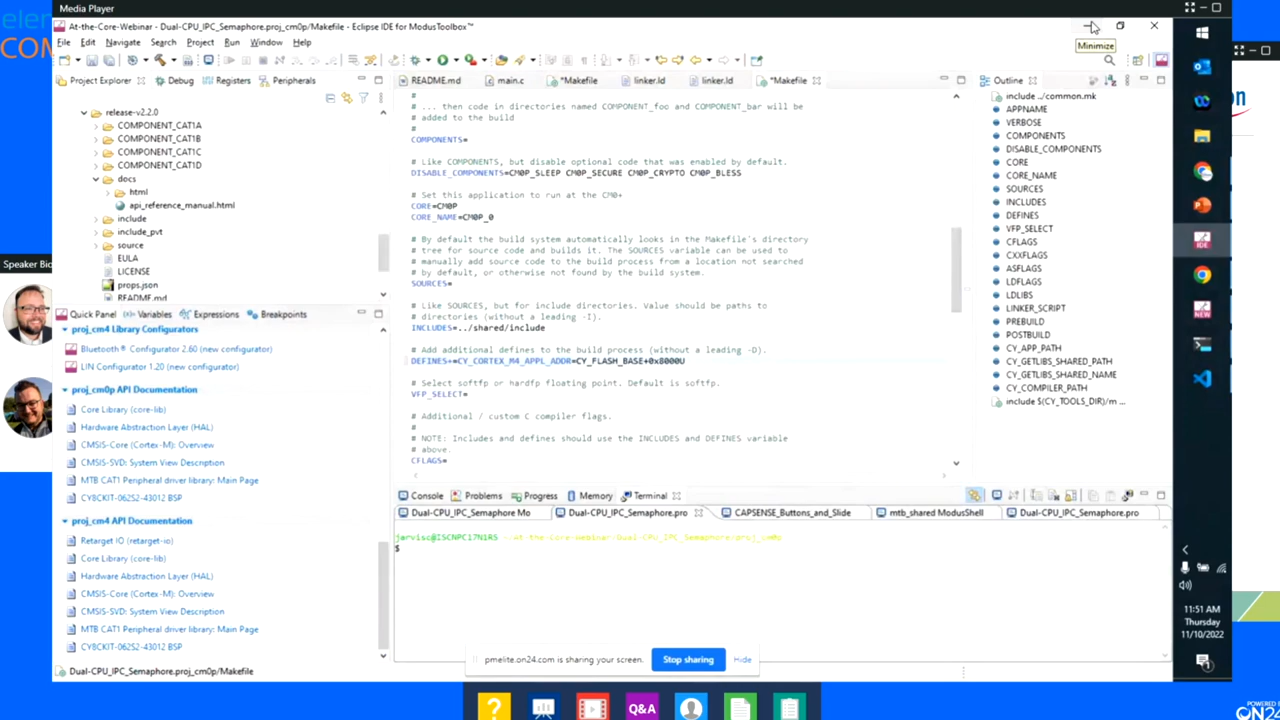 Media Player
At-the-Core-Webinar - Dual-CPU_IPC_Semaphore.proj_cm0p/Makefile - Eclipse IDE for ModusToolbox™
File Edit Navigate Search Project Run Window Help
Minimize
Project Explorer Debug Registers Peripherals
release-v2.2.0
COMPONENT_CAT1A
COMPONENT_CAT1B
COMPONENT_CAT1C
COMPONENT_CAT1D
docs
html
api_reference_manual.html
include
include_pvt
source
EULA
LICENSE
props.json
README.md
Quick Panel Variables Expressions Breakpoints
proj_cm4 Library Configurators
Bluetooth® Configurator 2.60 (new configurator)
LIN Configurator 1.20 (new configurator)
proj_cm0p API Documentation
Core Library (core-lib)
Hardware Abstraction Layer (HAL)
CMSIS-Core (Cortex-M): Overview
CMSIS-SVD: System View Description
MTB CAT1 Peripheral driver library: Main Page
CY8CKIT-062S2-43012 BSP
proj_cm4 API Documentation
Retarget IO (retarget-io)
Core Library (core-lib)
Hardware Abstraction Layer (HAL)
CMSIS-Core (Cortex-M): Overview
CMSIS-SVD: System View Description
MTB CAT1 Peripheral driver library: Main Page
CY8CKIT-062S2-43012 BSP
Dual-CPU_IPC_Semaphore.proj_cm0p/Makefile
README.md main.c *Makefile linker.ld linker.ld *Makefile
#
# ... then code in directories named COMPONENT_foo and COMPONENT_bar will be
# added to the build
#
COMPONENTS=
# Like COMPONENTS, but disable optional code that was enabled by default.
DISABLE_COMPONENTS=CM0P_SLEEP CM0P_SECURE CM0P_CRYPTO CM0P_BLESS
# Set this application to run at the CM0+
CORE=CM0P
CORE_NAME=CM0P_0
# By default the build system automatically looks in the Makefile's directory
# tree for source code and builds it. The SOURCES variable can be used to
# manually add source code to the build process from a location not searched
# by default, or otherwise not found by the build system.
SOURCES=
# Like SOURCES, but for include directories. Value should be paths to
# directories (without a leading -I).
INCLUDES=../shared/include
# Add additional defines to the build process (without a leading -D).
DEFINES+=CY_CORTEX_M4_APPL_ADDR=CY_FLASH_BASE+0x8000U
# Select softfp or hardfp floating point. Default is softfp.
VFP_SELECT=
# Additional / custom C compiler flags.
#
# NOTE: Includes and defines should use the INCLUDES and DEFINES variable
# above.
CFLAGS=
Console Problems Progress Memory Terminal
Dual-CPU_IPC_Semaphore Mo Dual-CPU_IPC_Semaphore.pro CAPSENSE_Buttons_and_Slide mtb_shared ModusShell Dual-CPU_IPC_Semaphore.pro
jarvisc@ISCNPC17N1RS ~/At-the-Core-Webinar/Dual-CPU_IPC_Semaphore/proj_cm0p
$
Outline
include ../common.mk
APPNAME
VERBOSE
COMPONENTS
DISABLE_COMPONENTS
CORE
CORE_NAME
SOURCES
INCLUDES
DEFINES
VFP_SELECT
CFLAGS
CXXFLAGS
ASFLAGS
LDFLAGS
LDLIBS
LINKER_SCRIPT
PREBUILD
POSTBUILD
CY_APP_PATH
CY_GETLIBS_SHARED_PATH
CY_GETLIBS_SHARED_NAME
CY_COMPILER_PATH
include $(CY_TOOLS_DIR)/m ...
pmelite.on24.com is sharing your screen. Stop sharing Hide
11:51 AM
Thursday
11/10/2022
IDE
NEW
1
Speaker Bio
Q&A
POWERED
ON24